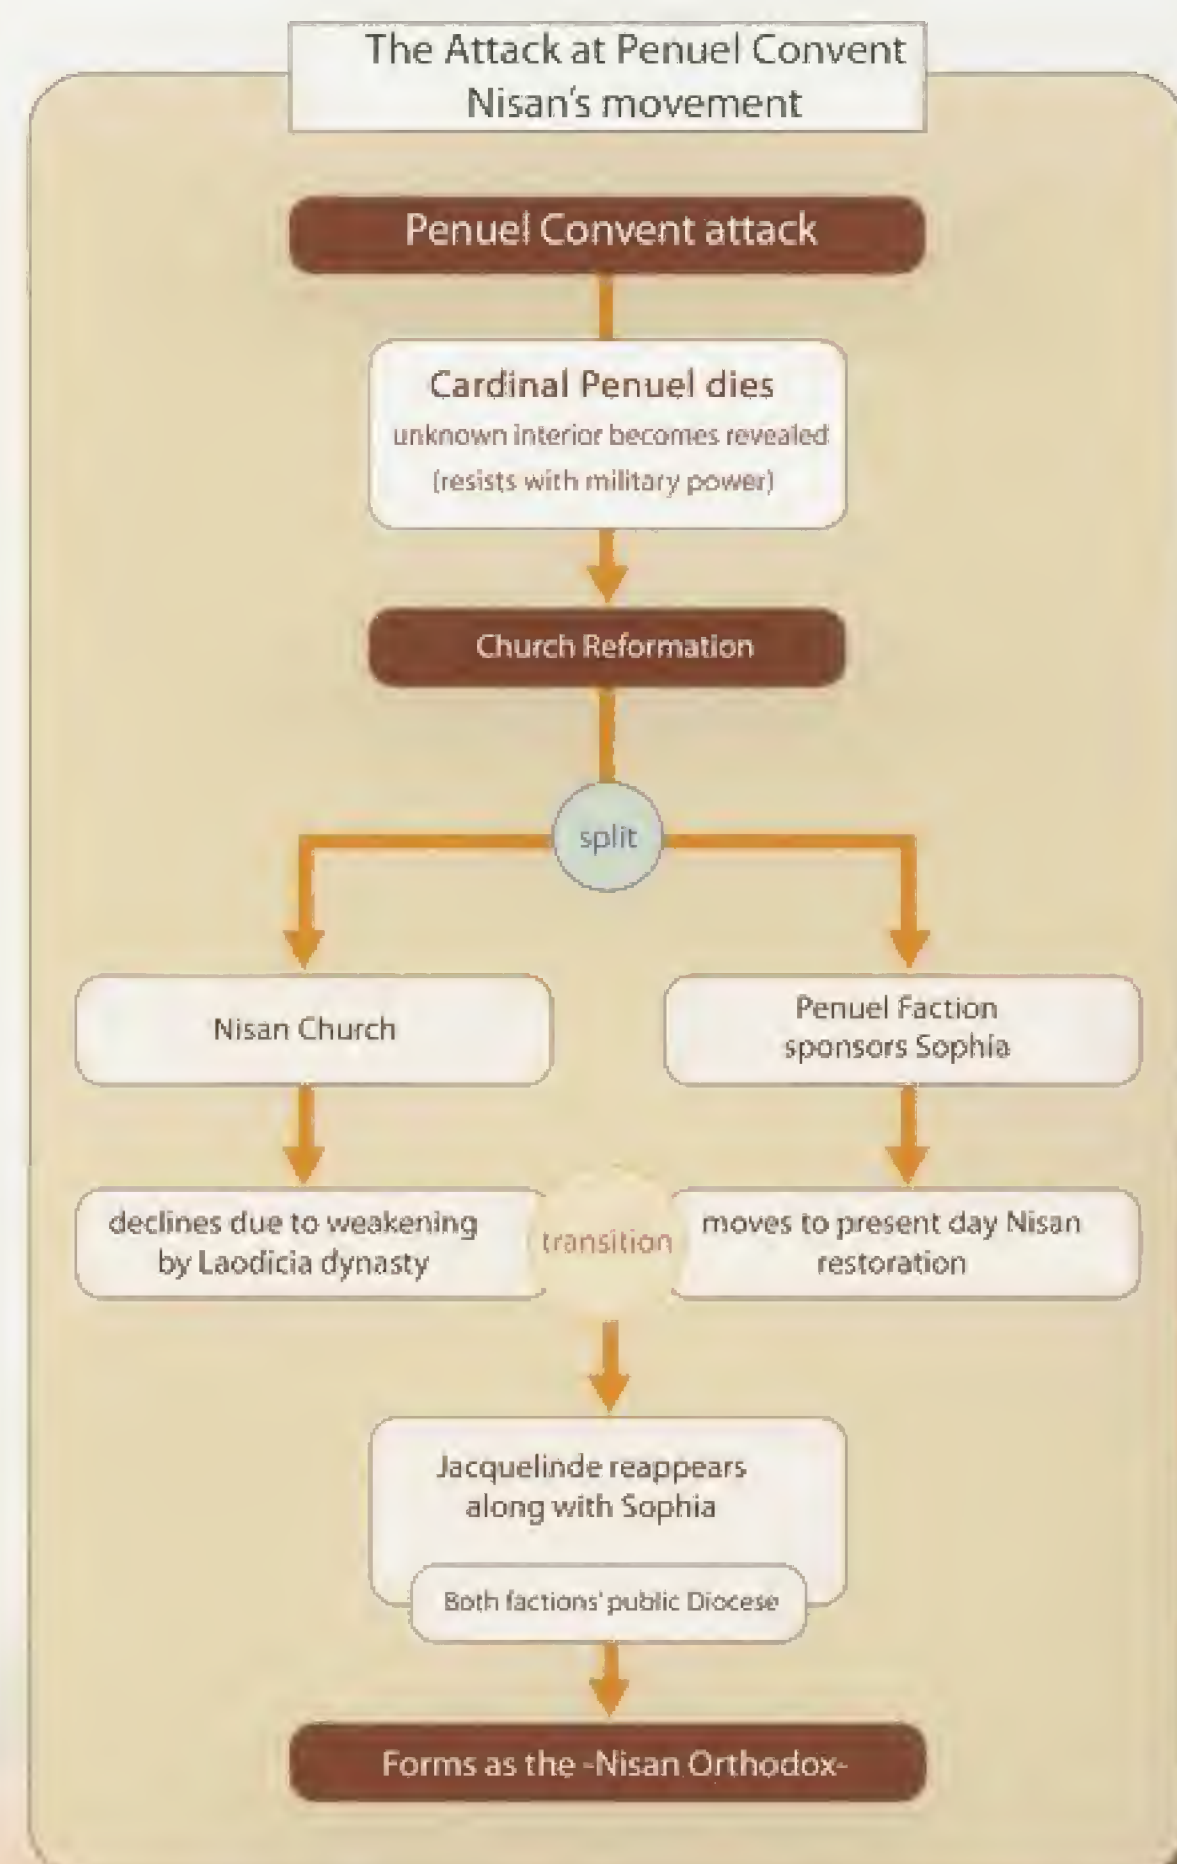 The Attack at Penuel Convent
Nisan's movement
Penuel Convent attack
Cardinal Penuel dies
unknown interior becomes revealed
(resists with military power)
Church Reformation
split
Nisan Church
Penuel Faction
sponsors Sophia
declines due to weakening
by Laodicia dynasty
transition
moves to present day Nisan
restoration
Jacquelinde reappears
along with Sophia
Both factions' public Diocese
Forms as the -Nisan Orthodox-